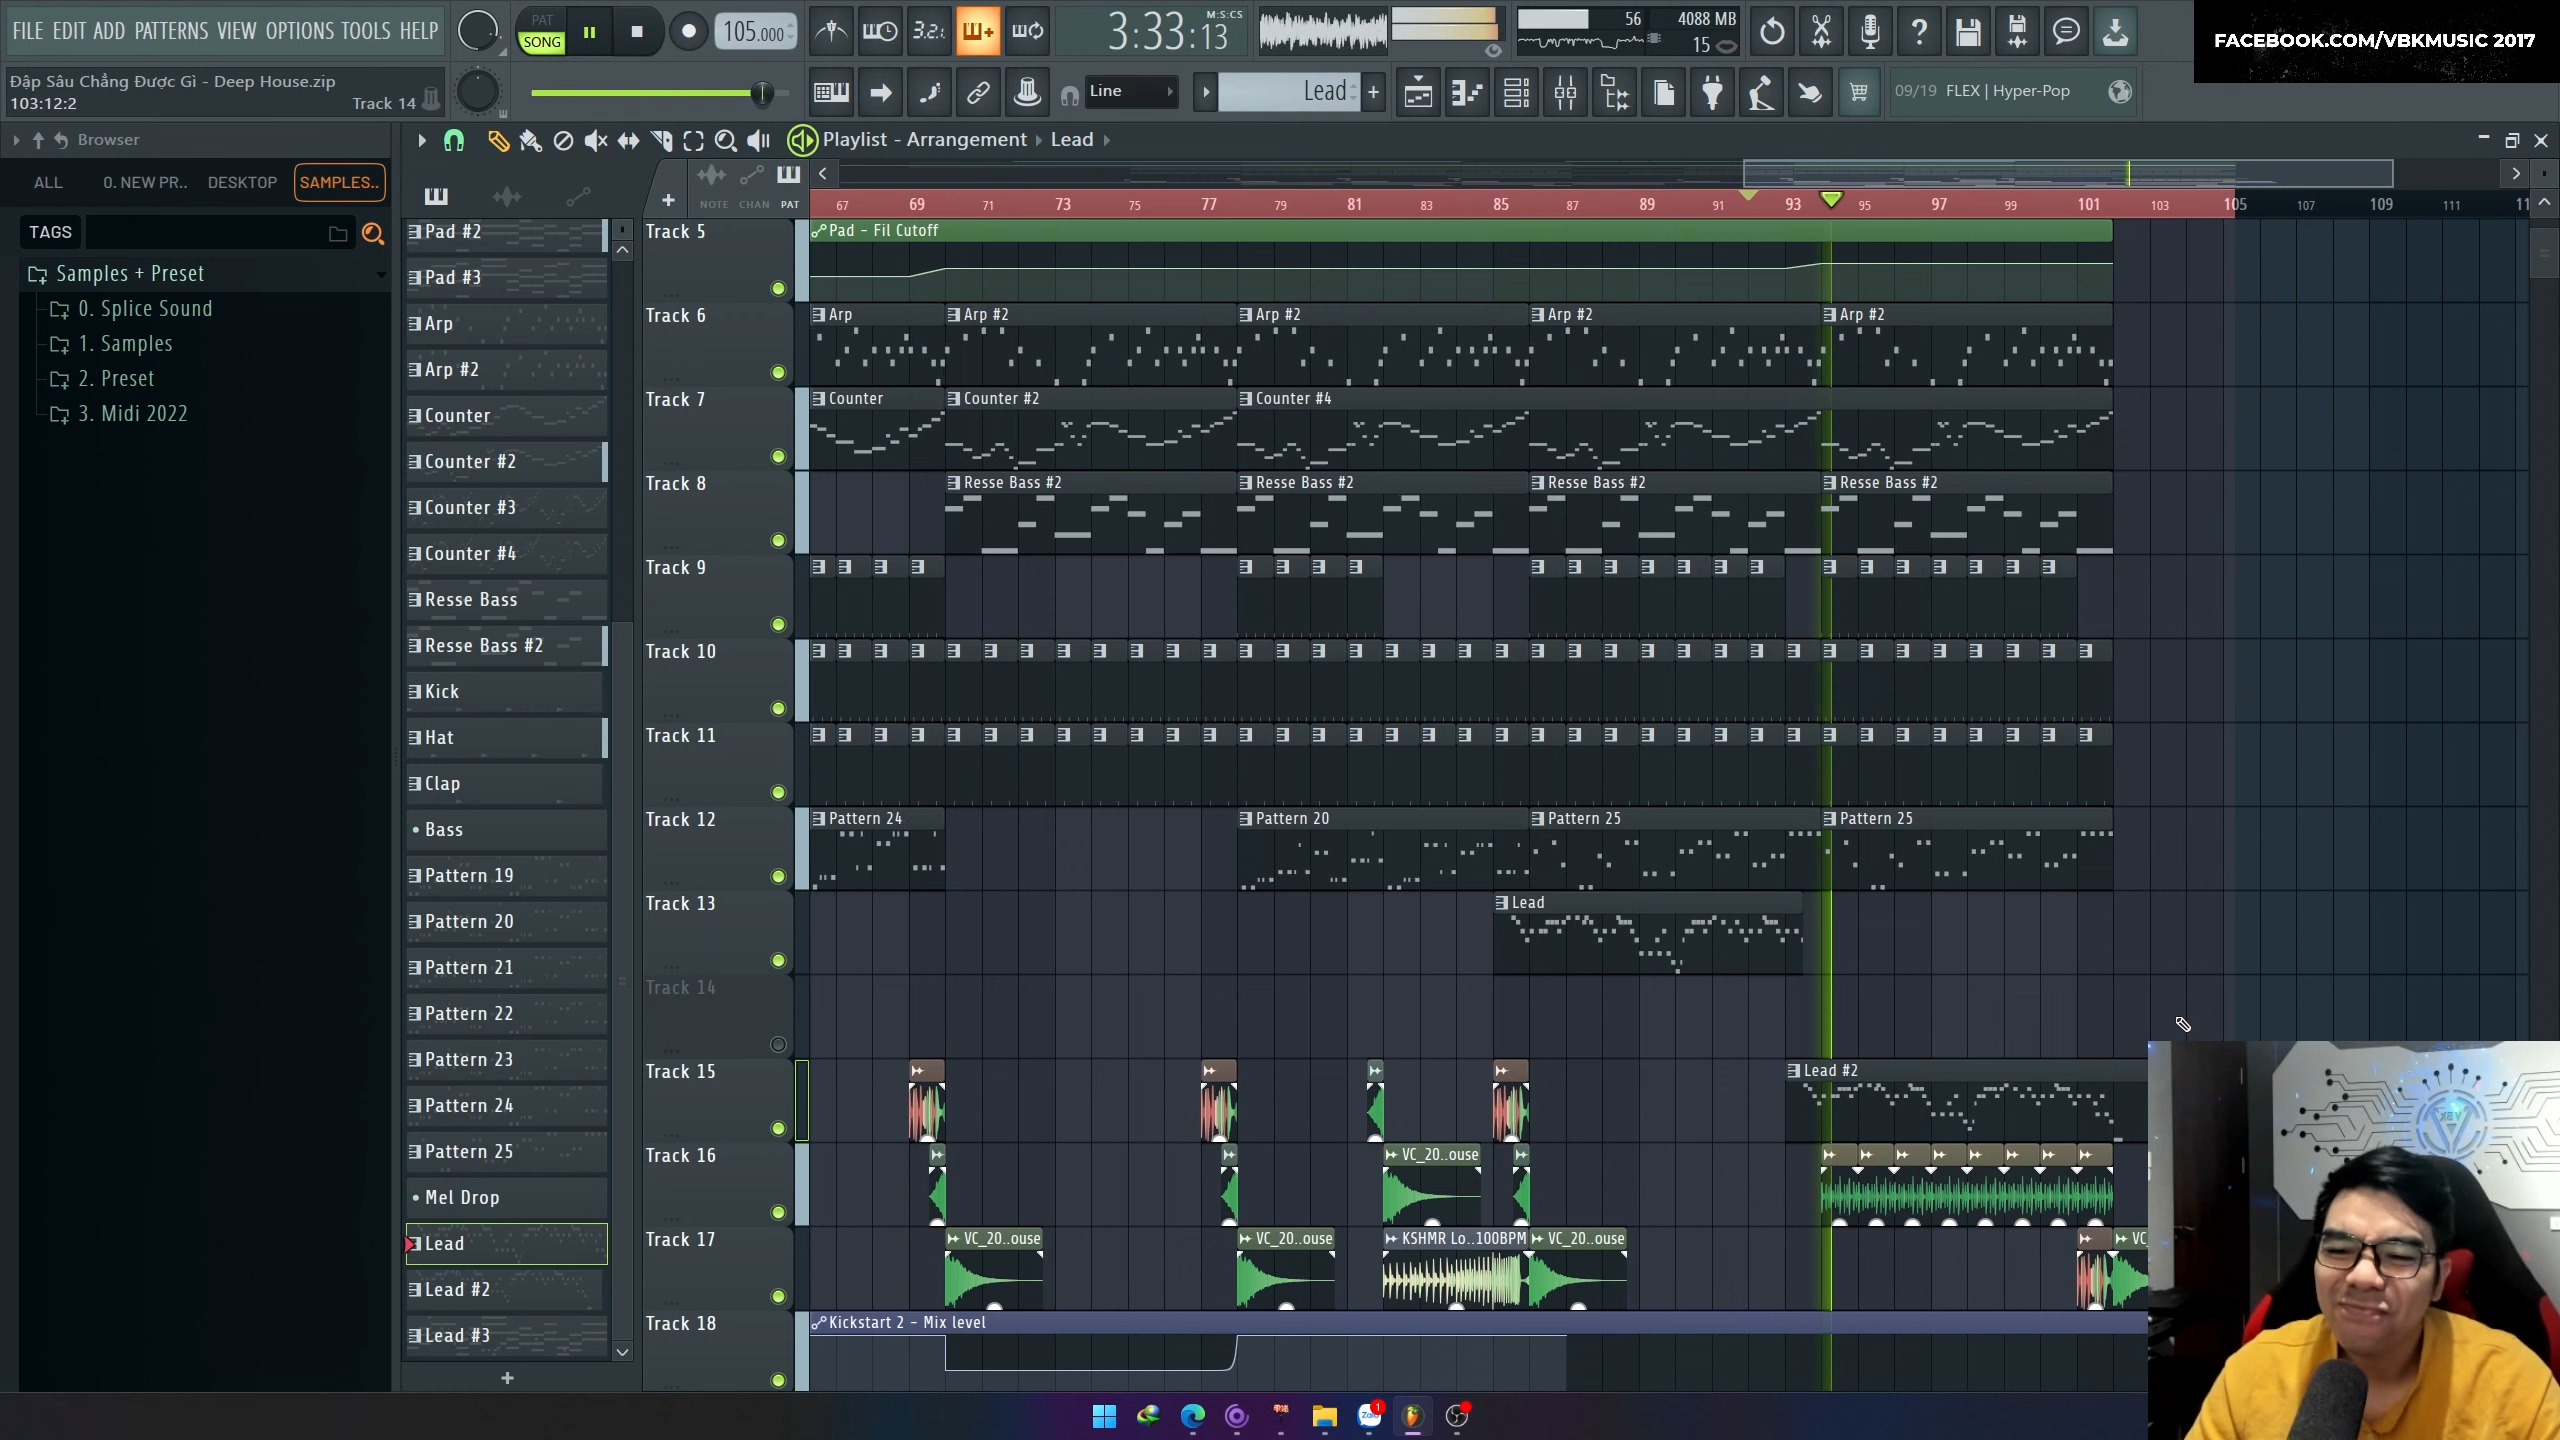 FILE EDIT ADD PATTERNS VIEW OPTIONS TOOLS HELP
PAT
SONG
105.000
3.2.1
3:33:13
M:S:CS
56
4088 MB
15
FACEBOOK.COM/VBKMUSIC 2017
Đập Sâu Chẳng Được Gì - Deep House.zip
103:12:2
Track 14
Line
Lead
09/19 FLEX | Hyper-Pop
Browser
Playlist - Arrangement
Lead
ALL
0. NEW PR..
DESKTOP
SAMPLES..
TAGS
Samples + Preset
0. Splice Sound
1. Samples
2. Preset
3. Midi 2022
NOTE
CHAN
PAT
67
69
71
73
75
77
79
81
83
85
87
89
91
93
95
97
99
101
103
105
107
109
111
11
Pad #2
Pad #3
Arp
Arp #2
Counter
Counter #2
Counter #3
Counter #4
Resse Bass
Resse Bass #2
Kick
Hat
Clap
Bass
Pattern 19
Pattern 20
Pattern 21
Pattern 22
Pattern 23
Pattern 24
Pattern 25
Mel Drop
Lead
Lead #2
Lead #3
Track 5
Pad - Fil Cutoff
Track 6
Arp
Arp #2
Arp #2
Arp #2
Arp #2
Track 7
Counter
Counter #2
Counter #4
Track 8
Resse Bass #2
Resse Bass #2
Resse Bass #2
Resse Bass #2
Track 9
Track 10
Track 11
Track 12
Pattern 24
Pattern 20
Pattern 25
Pattern 25
Track 13
Lead
Track 14
Track 15
Lead #2
Track 16
VC_20..ouse
Track 17
VC_20..ouse
VC_20..ouse
KSHMR Lo..100BPM
VC_20..ouse
VC_
Track 18
Kickstart 2 - Mix level
Zalo
1